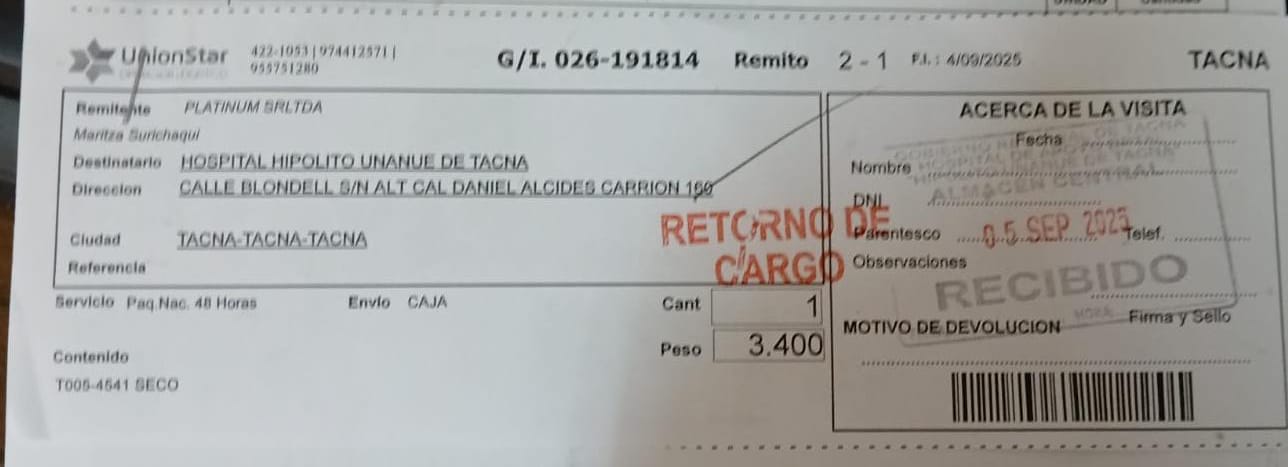 UnionStar 422-1053 | 974412571 |
955751280
G/I. 026-191814 Remito 2 - 1 F.I. : 4/09/2025 TACNA
Remitente PLATINUM SRLTDA
Maritza Surichaqui
Destinatario HOSPITAL HIPOLITO UNANUE DE TACNA
Direccion CALLE BLONDELL S/N ALT CAL DANIEL ALCIDES CARRION 160
Ciudad TACNA-TACNA-TACNA
Referencia
RETORNO DE
CARGO
Servicio Paq.Nac. 48 Horas Envio CAJA Cant 1
Peso 3.400
Contenido
T005-4541 SECO
ACERCA DE LA VISITA
Fecha
Nombre
DNI
Parentesco Telef.
Observaciones
Firma y Sello
MOTIVO DE DEVOLUCION
DE TACNA
ALMACEN CENTRAL
05 SEP 2025
RECIBIDO
HORA